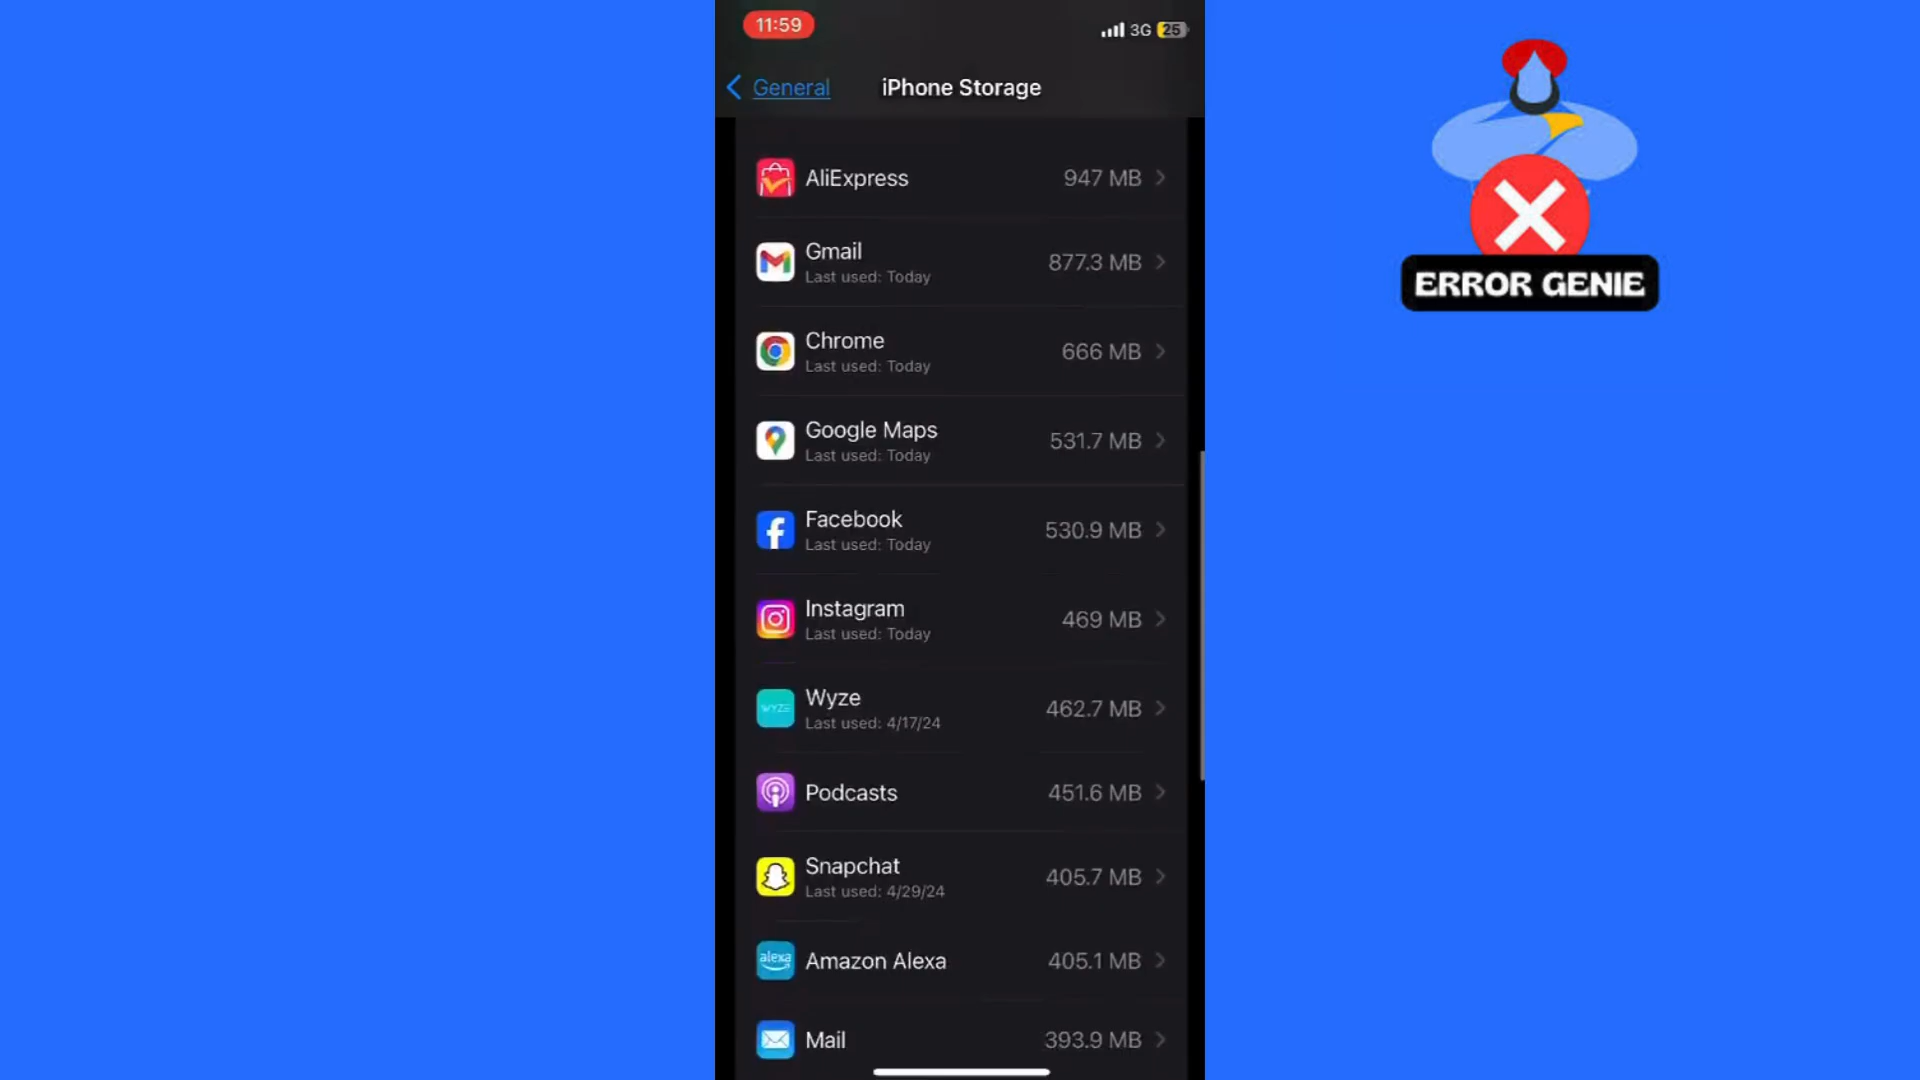 11:59
3G 25
General
iPhone Storage
AliExpress
947 MB
Gmail
877.3 MB
Last used: Today
Chrome
666 MB
Last used: Today
Google Maps
531.7 MB
Last used: Today
Facebook
530.9 MB
Last used: Today
Instagram
469 MB
Last used: Today
WYZE
Wyze
462.7 MB
Last used: 4/17/24
Podcasts
451.6 MB
Snapchat
405.7 MB
Last used: 4/29/24
alexa
Amazon Alexa
405.1 MB
Mail
393.9 MB
ERROR GENIE